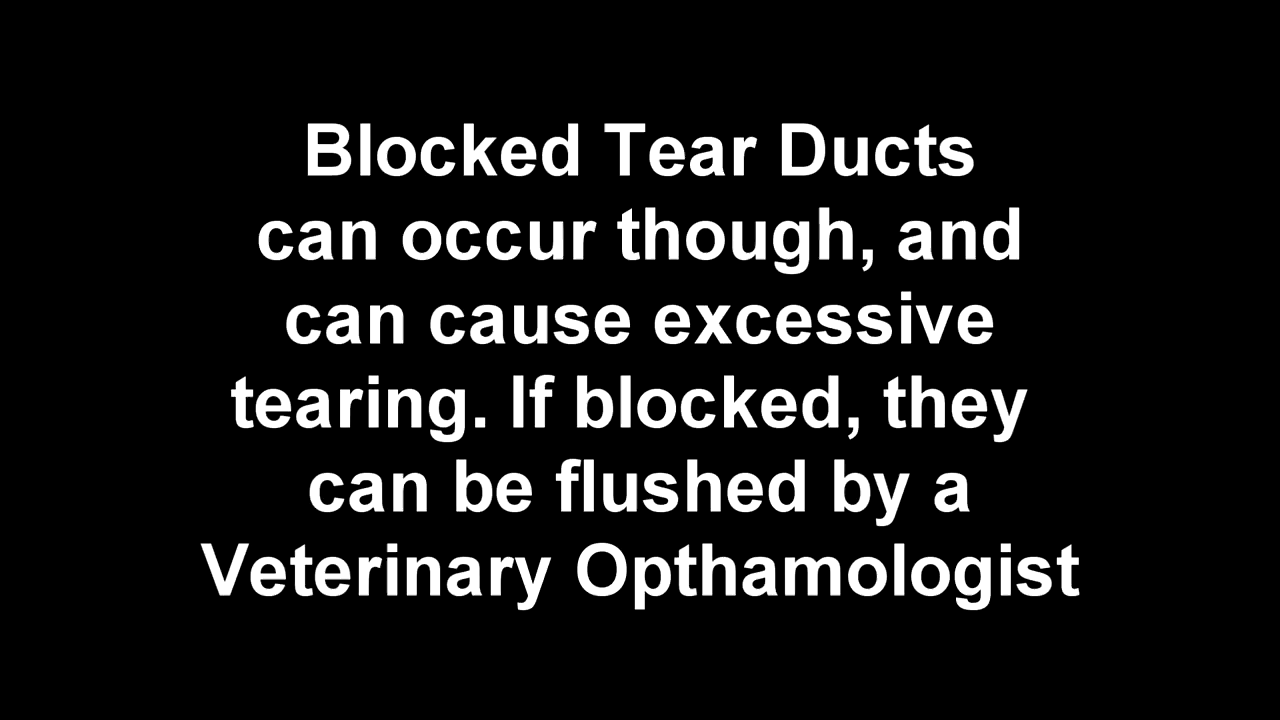 Blocked Tear Ducts
can occur though, and
can cause excessive
tearing. If blocked, they
can be flushed by a
Veterinary Opthamologist